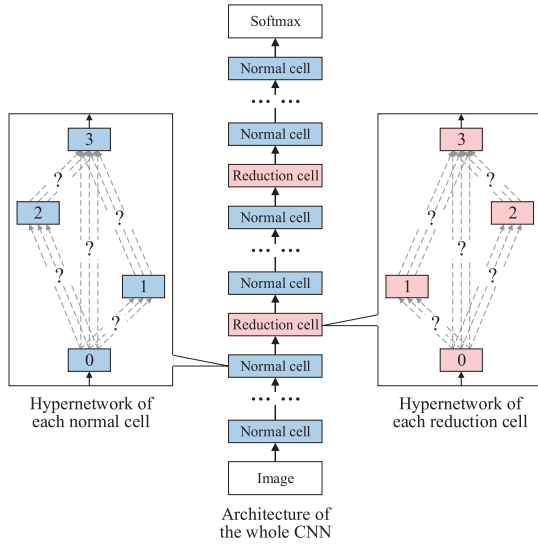 Softmax
Normal cell
... ...
Normal cell
Reduction cell
Normal cell
... ...
Normal cell
Reduction cell
Normal cell
... ...
Normal cell
Image
Architecture of
the whole CNN
3
?
2
?
?
?
1
?
0
Hypernetwork of
each normal cell
3
?
?
2
?
1
?
?
0
Hypernetwork of
each reduction cell